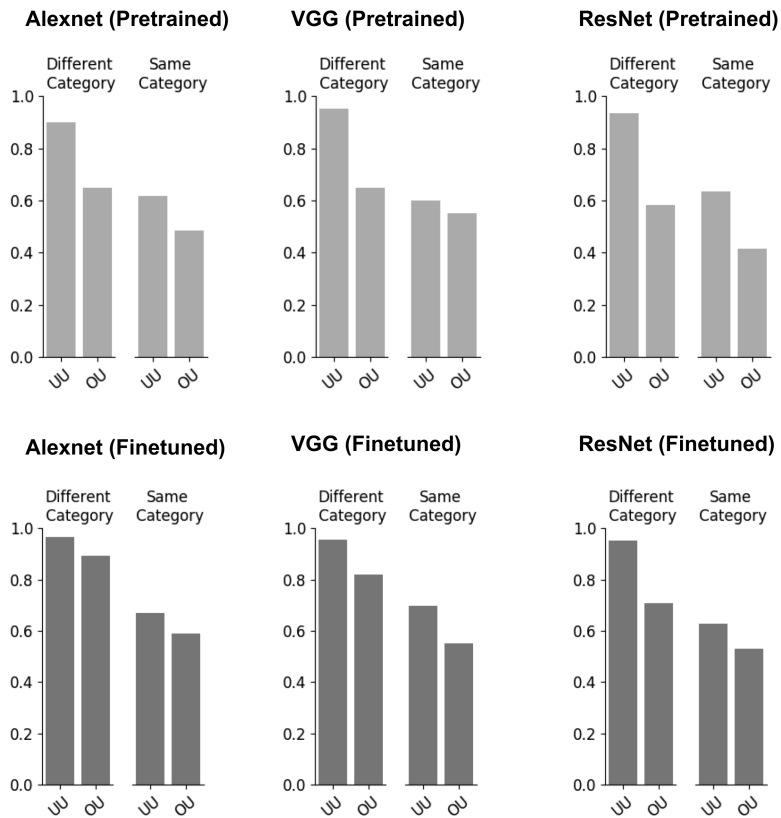 Alexnet (Pretrained)
VGG (Pretrained)
ResNet (Pretrained)
Different
Category
Same
Category
1.0
0.8
0.6
0.4
0.2
0.0
UU
OU
UU
OU
Different
Category
Same
Category
1.0
0.8
0.6
0.4
0.2
0.0
UU
OU
UU
OU
Different
Category
Same
Category
1.0
0.8
0.6
0.4
0.2
0.0
UU
OU
UU
OU
Alexnet (Finetuned)
VGG (Finetuned)
ResNet (Finetuned)
Different
Category
Same
Category
1.0
0.8
0.6
0.4
0.2
0.0
UU
OU
UU
OU
Different
Category
Same
Category
1.0
0.8
0.6
0.4
0.2
0.0
UU
OU
UU
OU
Different
Category
Same
Category
1.0
0.8
0.6
0.4
0.2
0.0
UU
OU
UU
OU